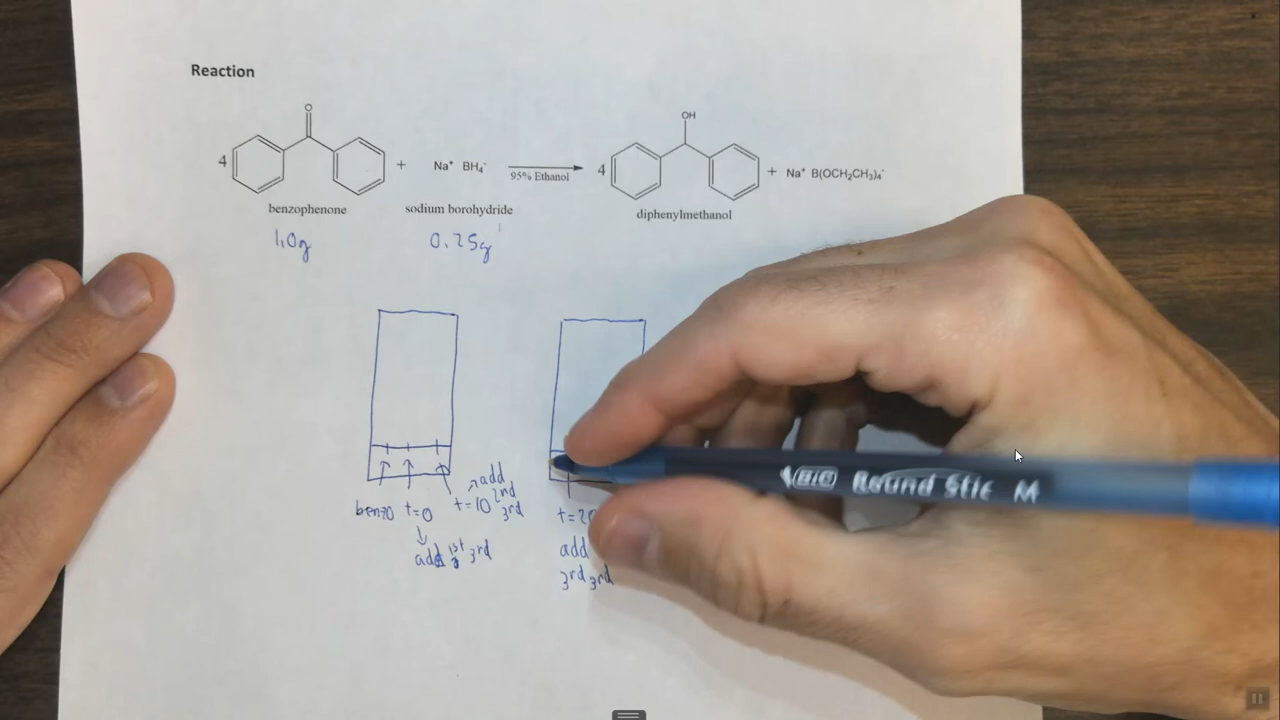 Reaction
O
OH
4
+
Na⁺ BH₄⁻
95% Ethanol
4
+ Na⁺ B(OCH₂CH₃)₄⁻
benzophenone
sodium borohydride
diphenylmethanol
1.0g
0.25g
benzo
t=0
t=10
add
2nd
3rd
add 1st 3rd
t=20
add
3rd 3rd
BIC Round Stic M